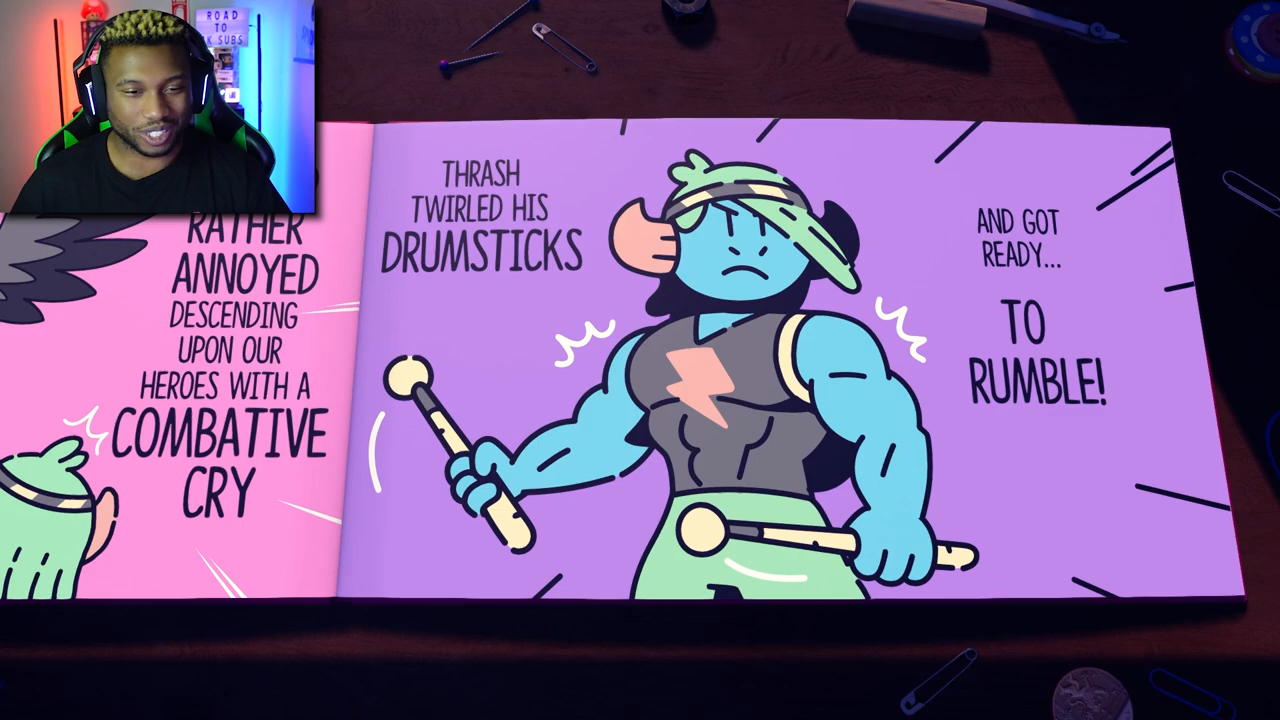 ROAD
TO
K SUBS
RATHER
ANNOYED
DESCENDING
UPON OUR
HEROES WITH A
COMBATIVE
CRY
THRASH
TWIRLED HIS
DRUMSTICKS
AND GOT
READY...
TO
RUMBLE!